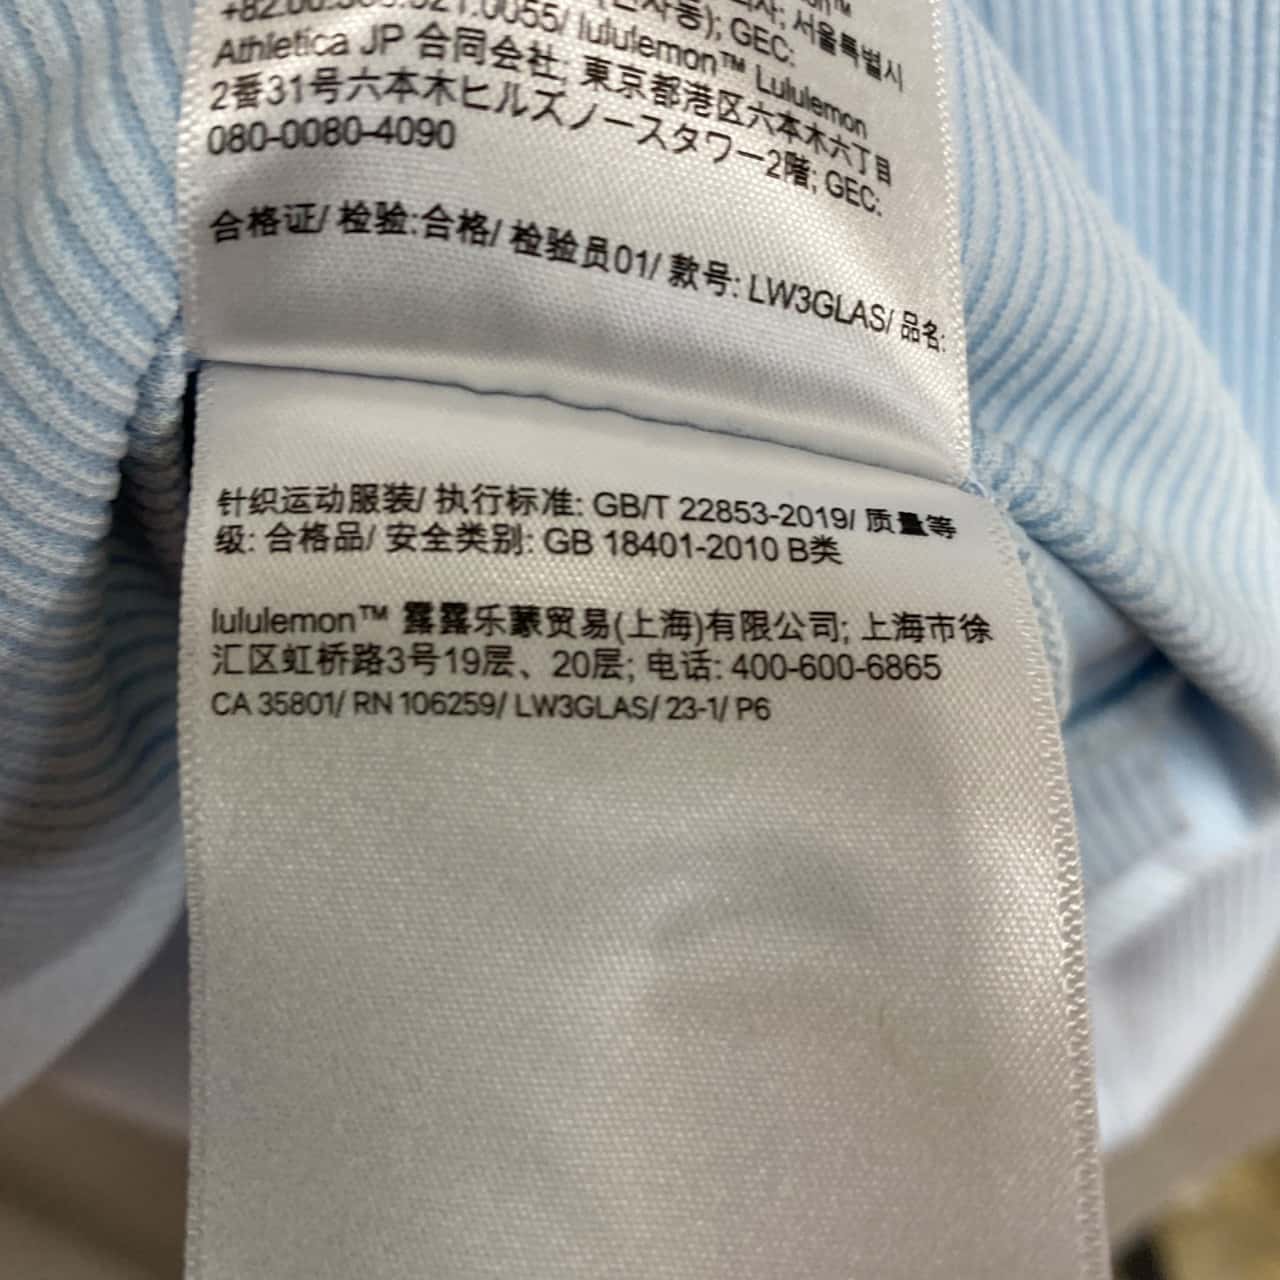 0055/ lululemon™ Lululemon
Athletica JP 合同会社; 東京都港区六本木六丁目
2番31号六本木ヒルズノースタワー2階; GEC:
080-0080-4090
合格证/ 检验:合格/ 检验员01/ 款号: LW3GLAS/ 品名:
针织运动服装/ 执行标准: GB/T 22853-2019/ 质量等
级: 合格品/ 安全类别: GB 18401-2010 B类
lululemon™ 露露乐蒙贸易(上海)有限公司; 上海市徐
汇区虹桥路3号19层、20层; 电话: 400-600-6865
CA 35801/ RN 106259/ LW3GLAS/ 23-1/ P6